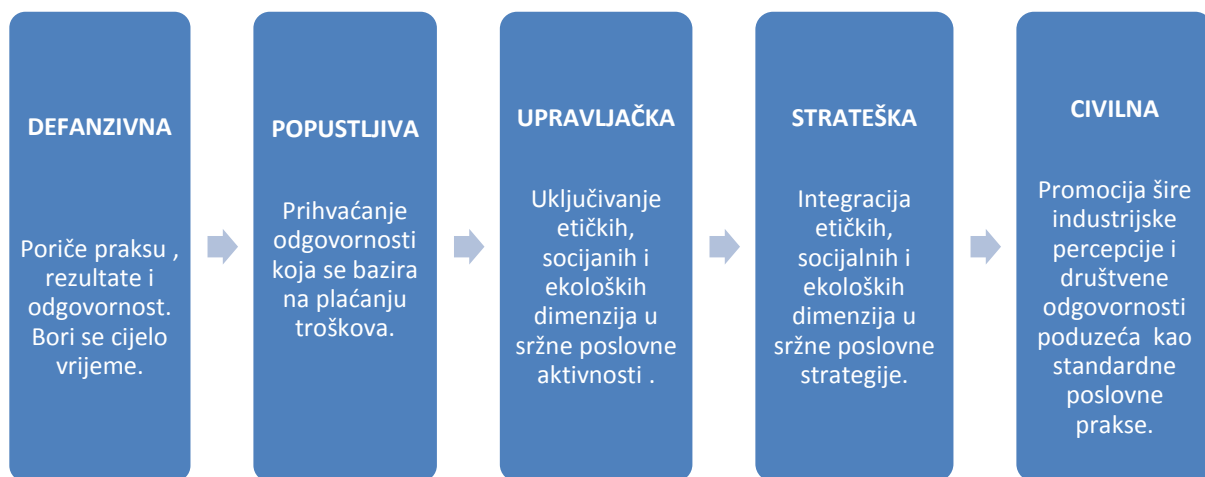 DEFANZIVNA
Poriče praksu ,
rezultate i
odgovornost.
Bori se cijelo
vrijeme.
POPUSTLJIVA
Prihvaćanje
odgovornosti
koja se bazira
na plaćanju
troškova.
UPRAVLJAČKA
Uključivanje
etičkih,
socijanih i
ekoloških
dimenzija u
sržne poslovne
aktivnosti .
STRATEŠKA
Integracija
etičkih,
socijalnih i
ekoloških
dimenzija u
sržne poslovne
strategije.
CIVILNA
Promocija šire
industrijske
percepcije i
društvene
odgovornosti
poduzeća kao
standardne
poslovne
prakse.